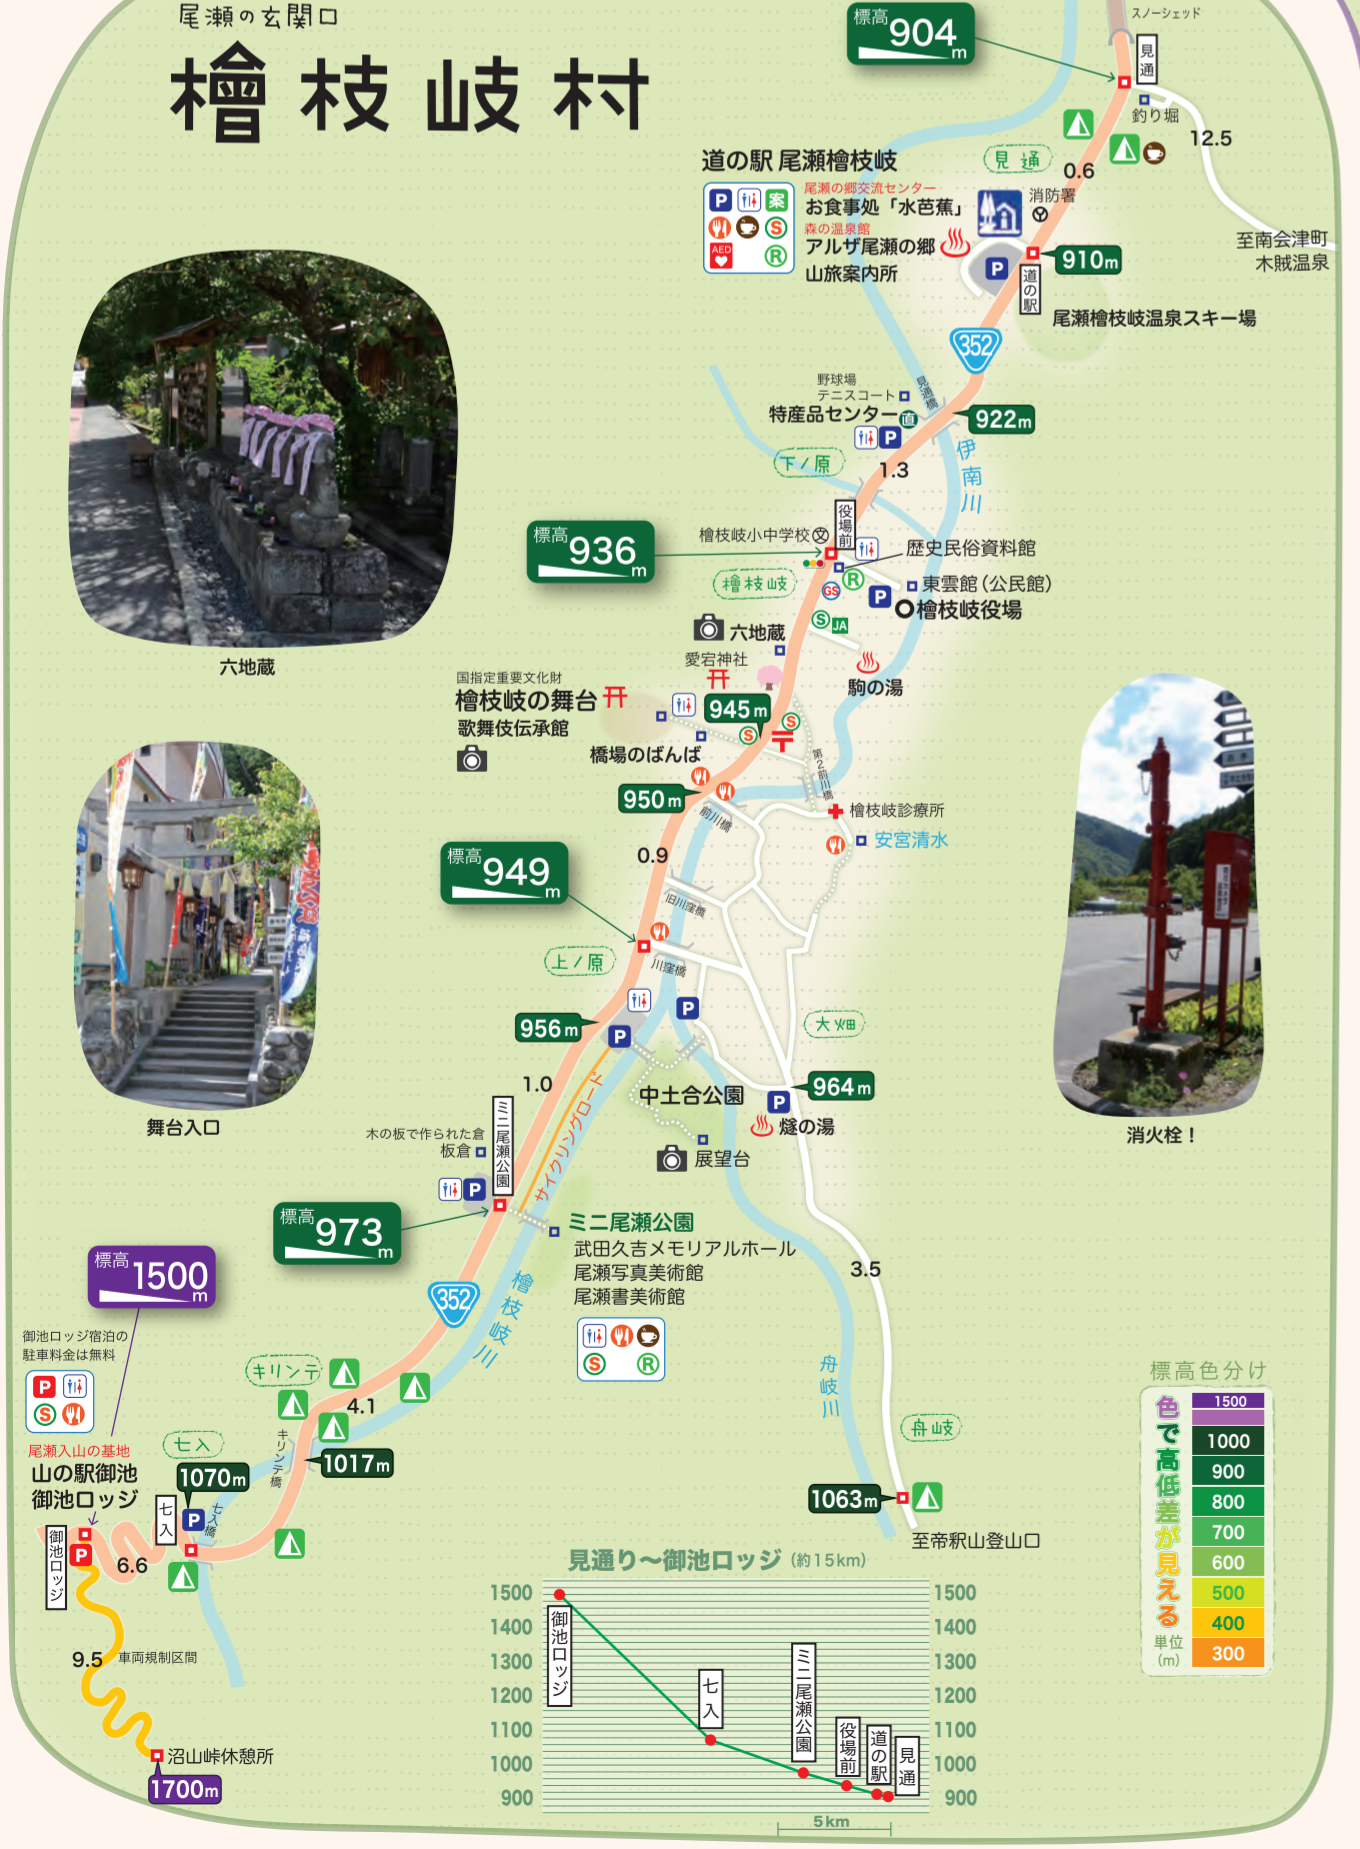 尾瀬の玄関口
檜枝岐村
スノーシェッド
標高904m
見通
釣り堀
12.5
見通
0.6
至南会津町
木賊温泉
道の駅 尾瀬檜枝岐
P
案
S
AED
R
尾瀬の郷交流センター
お食事処「水芭蕉」
森の温泉館
アルザ尾瀬の郷
山旅案内所
消防署
P
910m
道の駅
尾瀬檜枝岐温泉スキー場
352
野球場
テニスコート
見通橋
特産品センター
直
P
922m
伊南川
下ノ原
1.3
役場前
標高936m
檜枝岐小中学校
文
歴史民俗資料館
檜枝岐
GS
R
東雲館（公民館）
P
檜枝岐役場
S
JA
六地蔵
愛宕神社
駒の湯
国指定重要文化財
檜枝岐の舞台
歌舞伎伝承館
945m
S
S
橋場のばんば
第2前川橋
950m
前川橋
檜枝岐診療所
安宮清水
0.9
標高949m
旧川窪橋
川窪橋
上ノ原
P
956m
P
大畑
1.0
サイクリングロード
中土合公園
964m
P
燧の湯
展望台
木の板で作られた倉
板倉
ミニ尾瀬公園
P
標高973m
ミニ尾瀬公園
武田久吉メモリアルホール
尾瀬写真美術館
尾瀬書美術館
S
R
352
檜枝岐川
3.5
舟岐川
舟岐
1063m
至帝釈山登山口
標高1500m
御池ロッジ宿泊の
駐車料金は無料
P
S
尾瀬入山の基地
山の駅御池
御池ロッジ
キリンテ
4.1
キリンテ橋
1017m
七入
1070m
七入
P
七入橋
御池ロッジ
P
6.6
9.5
車両規制区間
沼山峠休憩所
1700m
六地蔵
舞台入口
消火栓！
見通り～御池ロッジ（約15km）
1500
1400
1300
1200
1100
1000
900
御池ロッジ
七入
ミニ尾瀬公園
役場前
道の駅
見通
1500
1400
1300
1200
1100
1000
900
5km
標高色分け
色で高低差が見える
単位
（m）
1500
1000
900
800
700
600
500
400
300